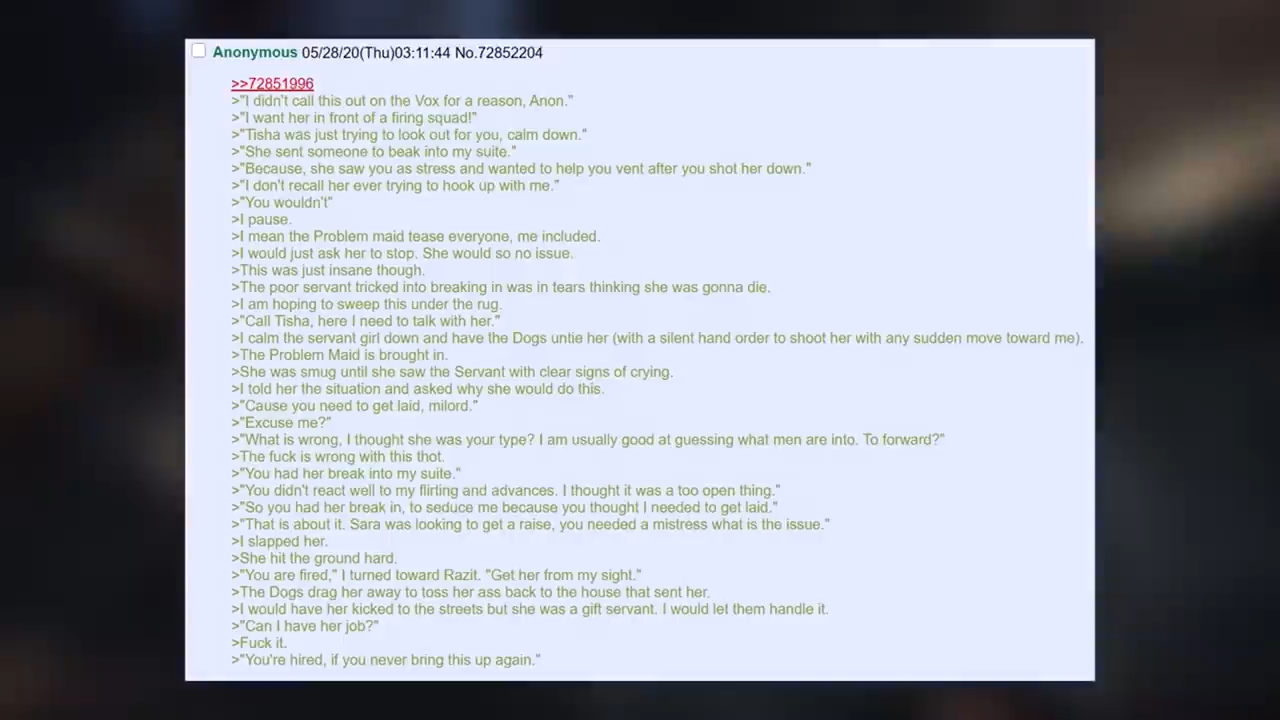 Anonymous 05/28/20(Thu)03:11:44 No.72852204
>>72851996
>"I didn't call this out on the Vox for a reason, Anon."
>"I want her in front of a firing squad!"
>"Tisha was just trying to look out for you, calm down."
>"She sent someone to beak into my suite."
>"Because, she saw you as stress and wanted to help you vent after you shot her down."
>"I don't recall her ever trying to hook up with me."
>"You wouldn't"
>I pause.
>I mean the Problem maid tease everyone, me included.
>I would just ask her to stop. She would so no issue.
>This was just insane though.
>The poor servant tricked into breaking in was in tears thinking she was gonna die.
>I am hoping to sweep this under the rug.
>"Call Tisha, here I need to talk with her."
>I calm the servant girl down and have the Dogs untie her (with a silent hand order to shoot her with any sudden move toward me).
>The Problem Maid is brought in.
>She was smug until she saw the Servant with clear signs of crying.
>I told her the situation and asked why she would do this.
>"Cause you need to get laid, milord."
>"Excuse me?"
>"What is wrong, I thought she was your type? I am usually good at guessing what men are into. To forward?"
>The fuck is wrong with this thot.
>"You had her break into my suite."
>"You didn't react well to my flirting and advances. I thought it was a too open thing."
>"So you had her break in, to seduce me because you thought I needed to get laid."
>"That is about it. Sara was looking to get a raise, you needed a mistress what is the issue."
>I slapped her.
>She hit the ground hard.
>"You are fired," I turned toward Razit. "Get her from my sight."
>The Dogs drag her away to toss her ass back to the house that sent her.
>I would have her kicked to the streets but she was a gift servant. I would let them handle it.
>"Can I have her job?"
>Fuck it.
>"You're hired, if you never bring this up again."